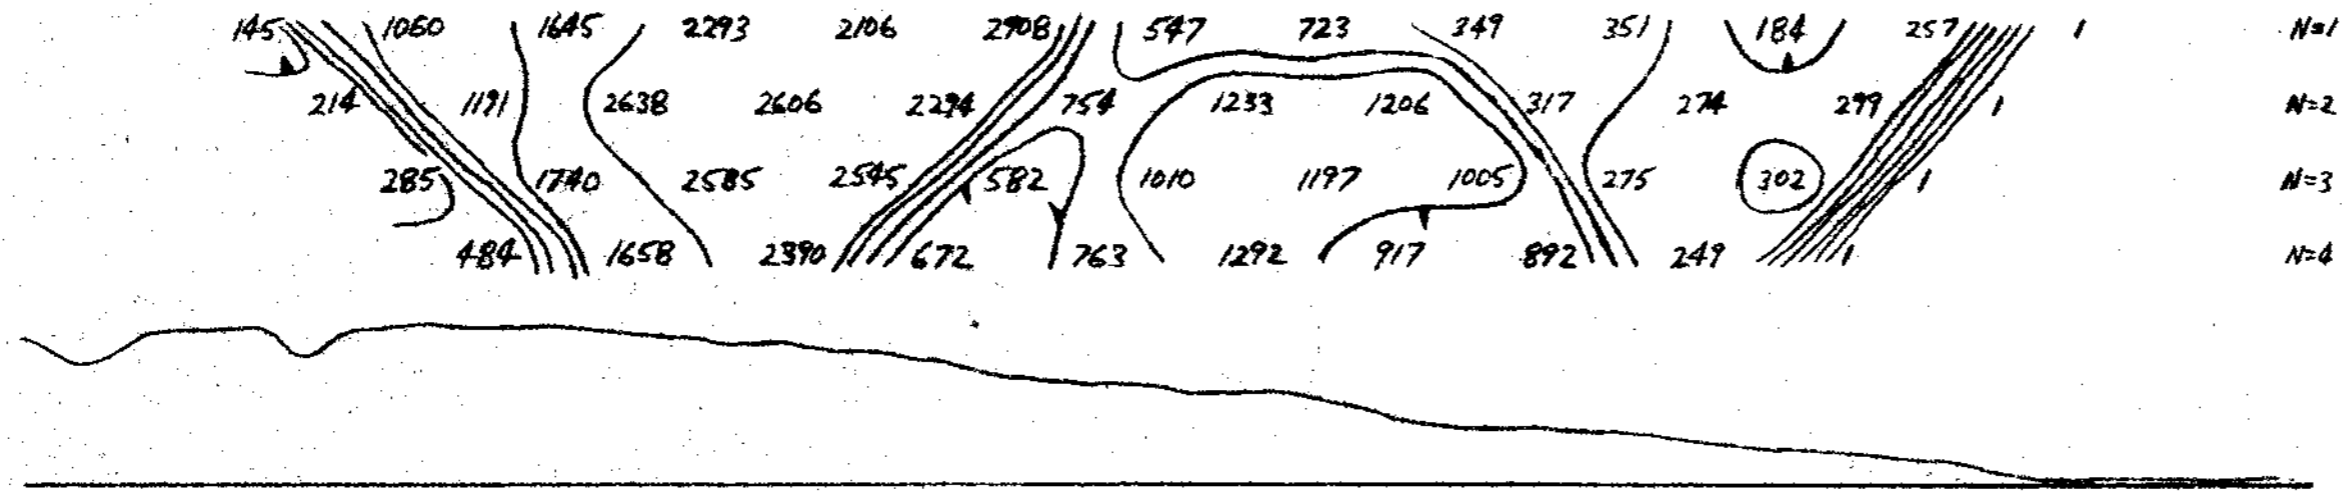 145 1060 1645 2293 2106 2908 547 723 349 351 184 257 1 N=1
214 1191 2638 2606 2294 754 1233 1206 317 274 299 1 N=2
285 1740 2585 2545 582 1010 1197 1005 275 302 1 N=3
484 1658 2390 672 763 1292 917 892 249 1 N=4